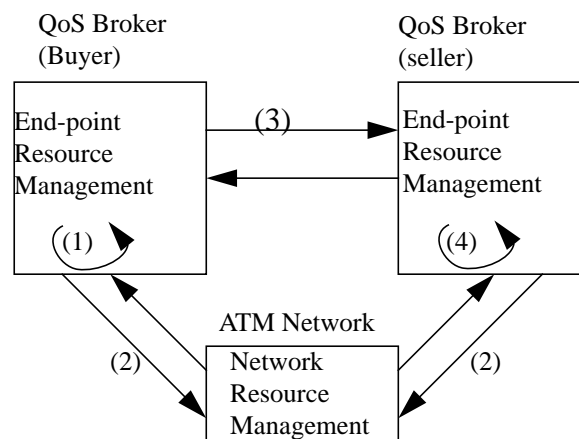 QoS Broker
(Buyer)
QoS Broker
(seller)
End-point
Resource
Management
(3)
End-point
Resource
Management
(1)
(4)
ATM Network
(2)
(2)
Network
Resource
Management